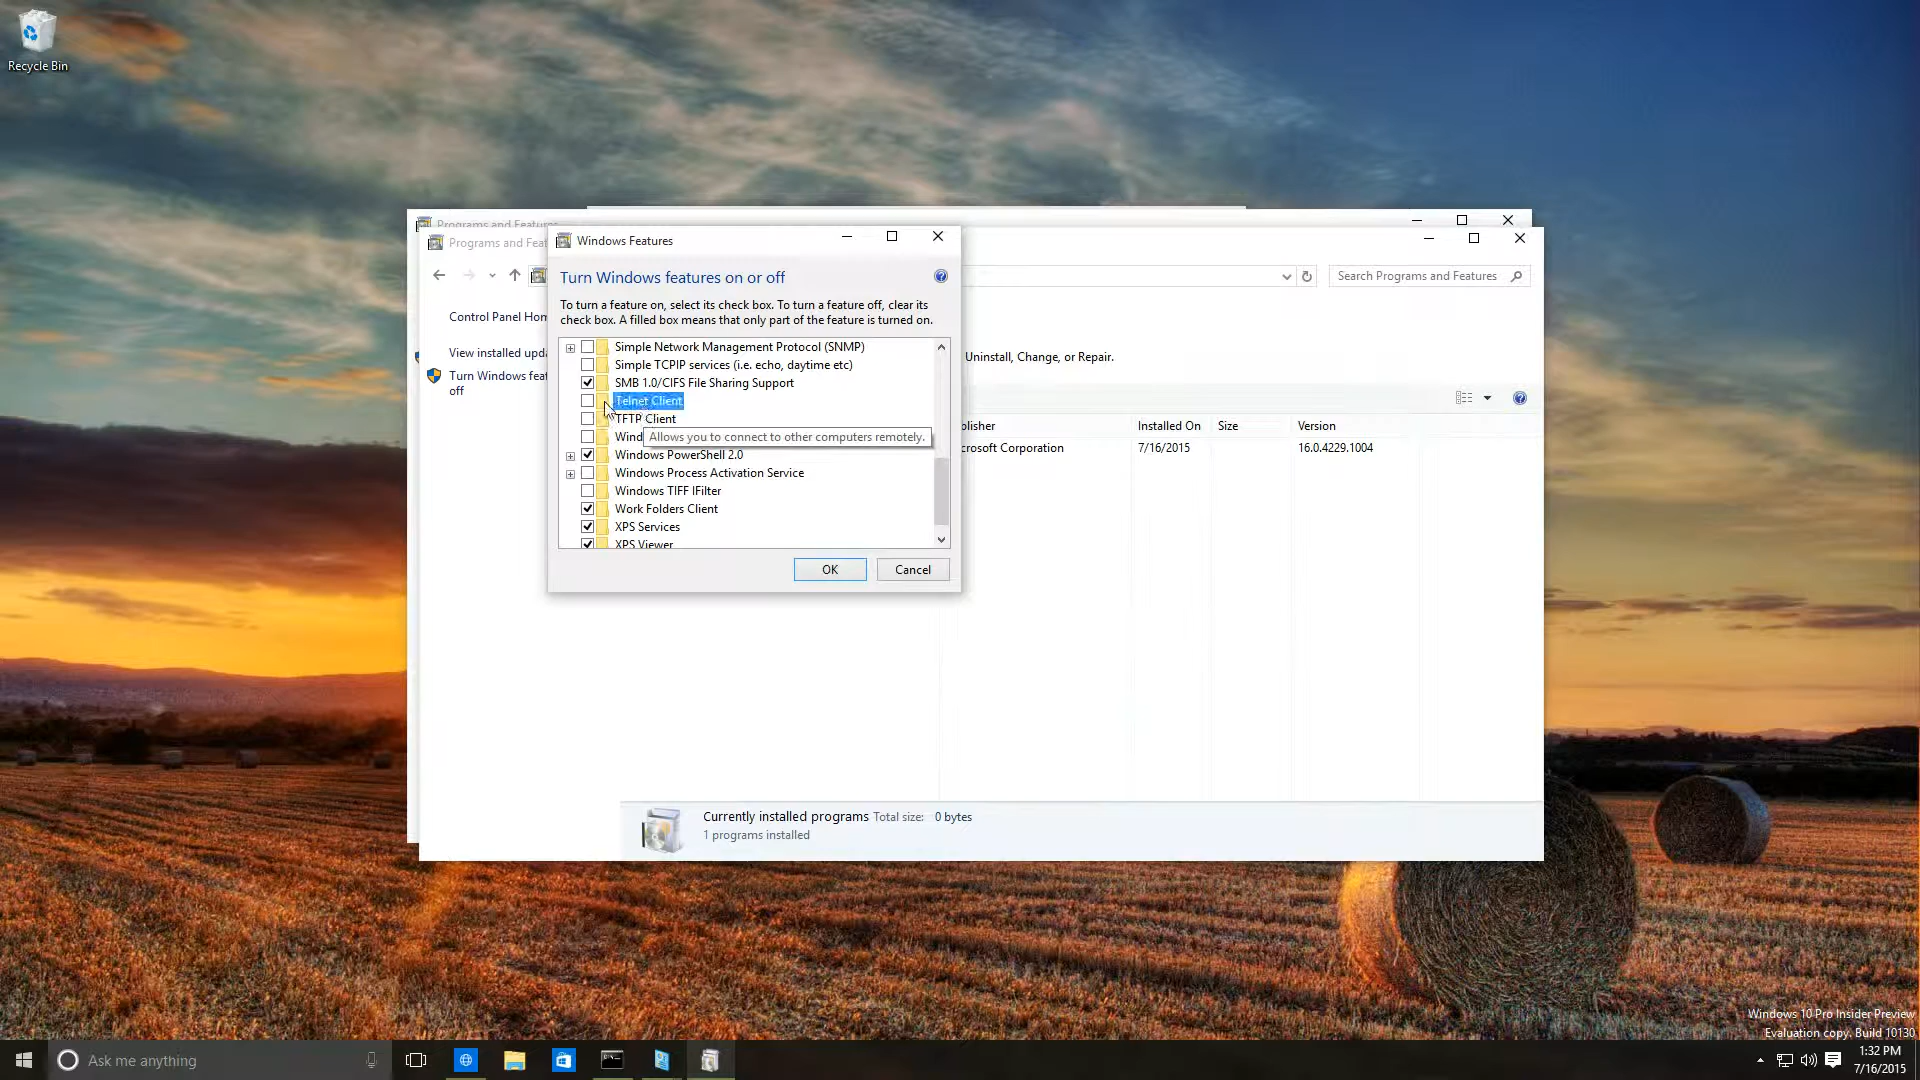 Recycle Bin
Programs and Features
Programs and Fea
Windows Features
Turn Windows features on or off
To turn a feature on, select its check box. To turn a feature off, clear its
check box. A filled box means that only part of the feature is turned on.
Search Programs and Features
Control Panel Hom
View installed upda
Turn Windows feat
off
Uninstall, Change, or Repair.
Simple Network Management Protocol (SNMP)
Simple TCPIP services (i.e. echo, daytime etc)
SMB 1.0/CIFS File Sharing Support
Telnet Client
TFTP Client
Wind
Allows you to connect to other computers remotely.
Windows PowerShell 2.0
Windows Process Activation Service
Windows TIFF IFilter
Work Folders Client
XPS Services
XPS Viewer
OK
Cancel
blisher
Installed On
Size
Version
crosoft Corporation
7/16/2015
16.0.4229.1004
Currently installed programs Total size: 0 bytes
1 programs installed
Windows 10 Pro Insider Preview
Evaluation copy. Build 10130
Ask me anything
1:32 PM
7/16/2015